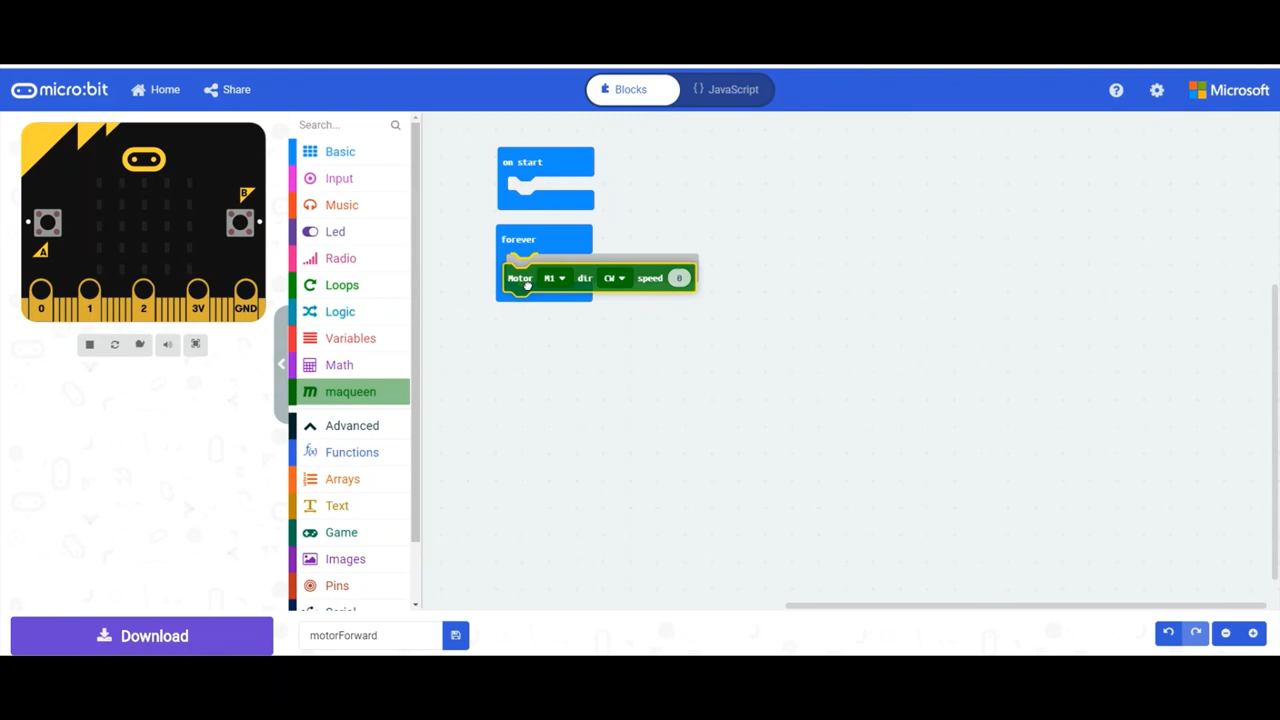 micro:bit Home Share Blocks {} JavaScript ? Microsoft
Search...
Basic
Input
Music
Led
Radio
Loops
Logic
Variables
Math
maqueen
Advanced
Functions
Arrays
Text
Game
Images
Pins
A
B
0 1 2 3V GND
on start
forever
Motor M1 dir CW speed 0
Download
motorForward